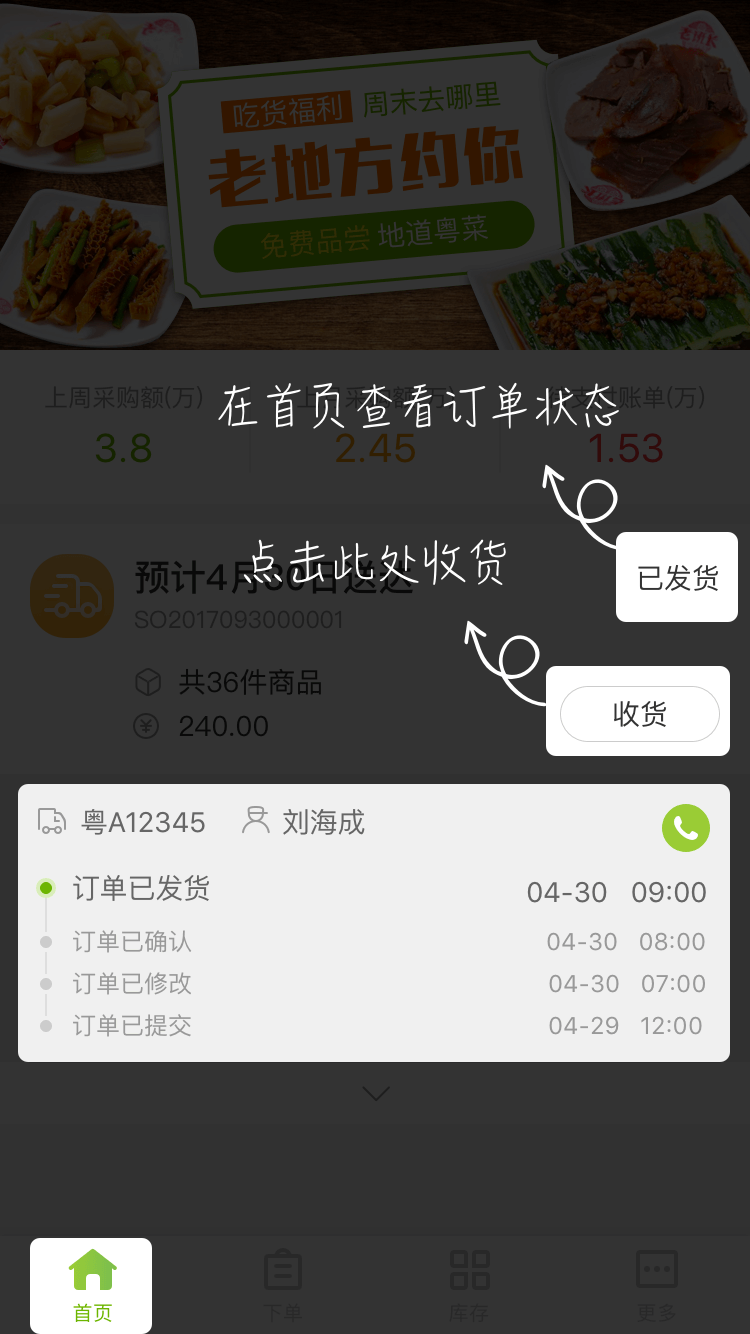 吃货福利 周末去哪里
老地方约你
免费品尝 地道粤菜
上周采购额(万)
在首页查看订单状态
3.8 2.45 1.53
点击此处收货
已发货
预计4月30日送达
SO2017093000001
共36件商品
240.00
收货
粤A12345 刘海成
订单已发货 04-30 09:00
订单已确认 04-30 08:00
订单已修改 04-30 07:00
订单已提交 04-29 12:00
首页 下单 库存 更多